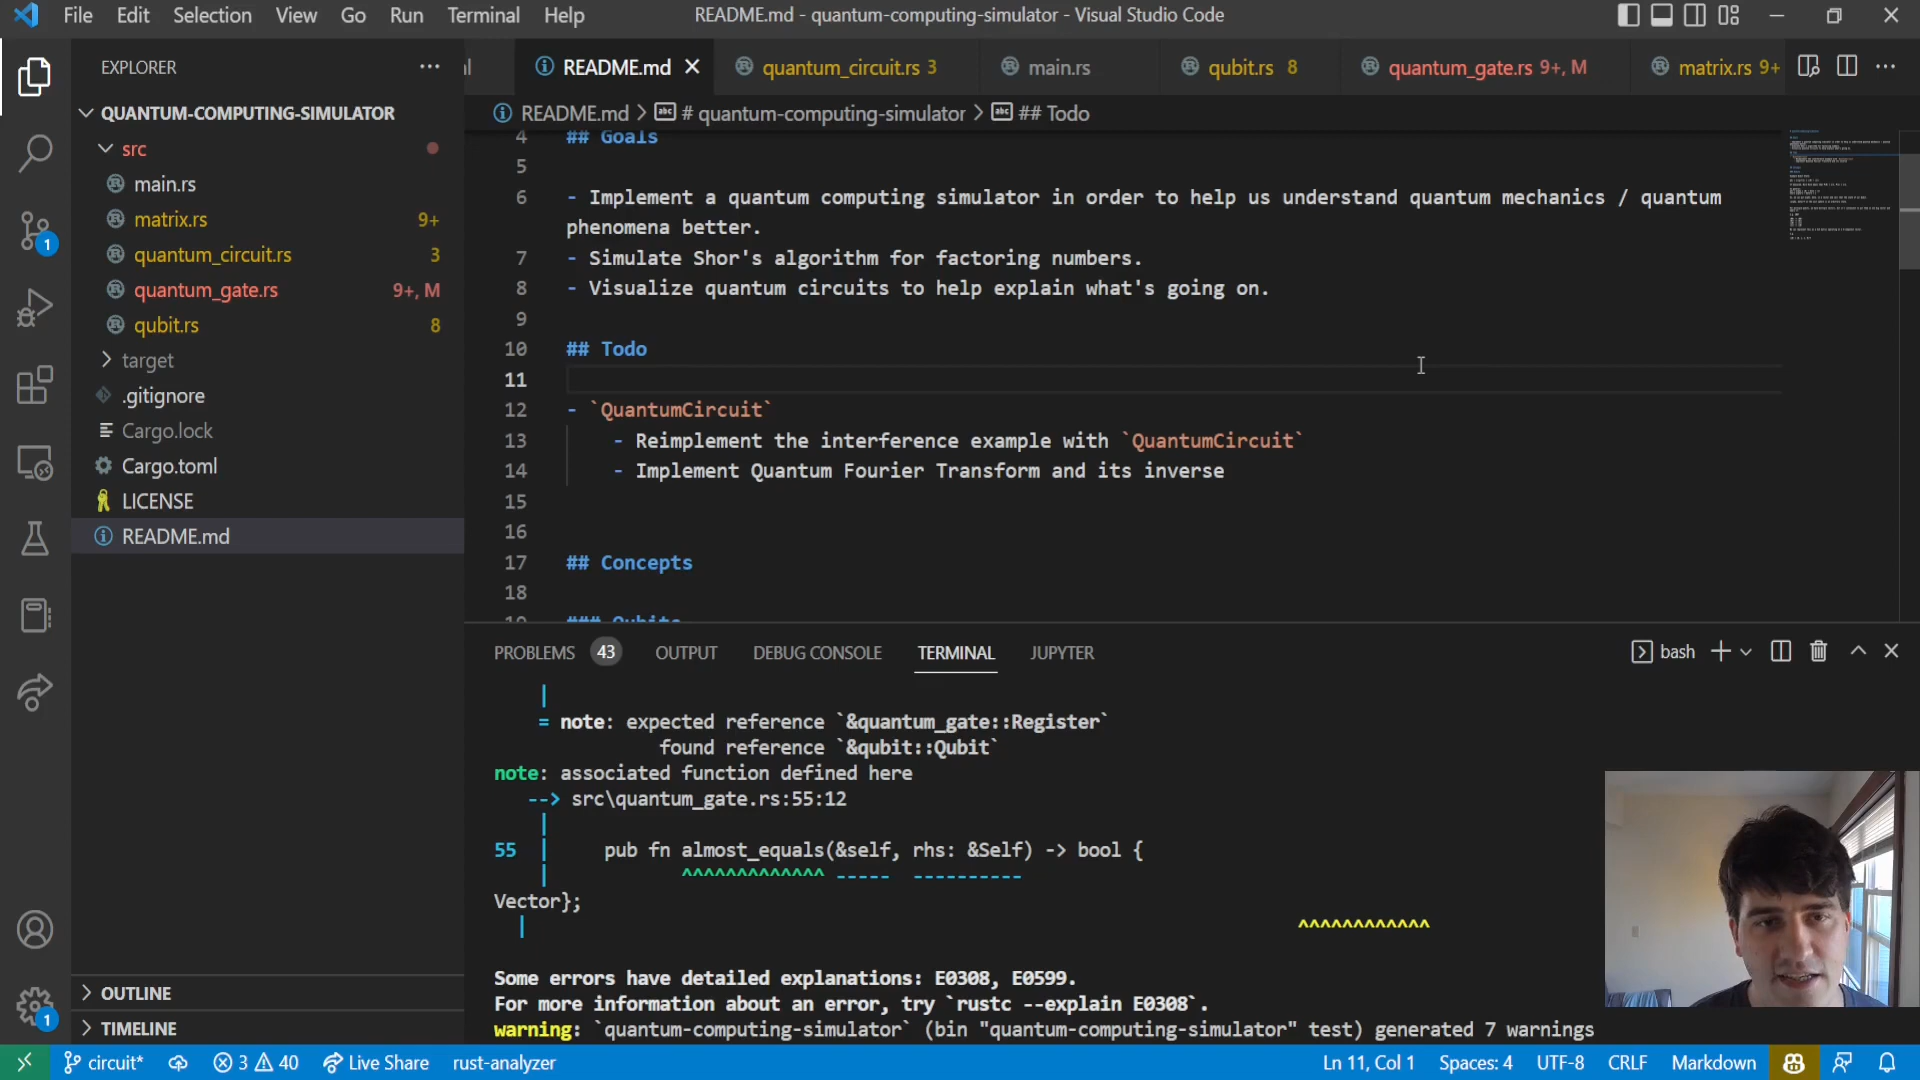 File Edit Selection View Go Run Terminal Help
README.md - quantum-computing-simulator - Visual Studio Code
EXPLORER
README.md
quantum_circuit.rs 3
main.rs
qubit.rs 8
quantum_gate.rs 9+, M
matrix.rs 9+
README.md > # quantum-computing-simulator > ## Todo
QUANTUM-COMPUTING-SIMULATOR
src
main.rs
matrix.rs 9+
quantum_circuit.rs 3
quantum_gate.rs 9+, M
qubit.rs 8
target
.gitignore
Cargo.lock
Cargo.toml
LICENSE
README.md
OUTLINE
TIMELINE
1
1
4 ## Goals
5
6 - Implement a quantum computing simulator in order to help us understand quantum mechanics / quantum
phenomena better.
7 - Simulate Shor's algorithm for factoring numbers.
8 - Visualize quantum circuits to help explain what's going on.
9
10 ## Todo
11
12 - `QuantumCircuit`
13 - Reimplement the interference example with `QuantumCircuit`
14 - Implement Quantum Fourier Transform and its inverse
15
16
17 ## Concepts
18
19 ### Qubits
PROBLEMS 43 OUTPUT DEBUG CONSOLE TERMINAL JUPYTER
bash
|
= note: expected reference `&quantum_gate::Register`
found reference `&qubit::Qubit`
note: associated function defined here
--> src\quantum_gate.rs:55:12
|
55 | pub fn almost_equals(&self, rhs: &Self) -> bool {
| ^^^^^^^^^^^^^ ----- ----------
Vector};
| ^^^^^^^^^^^^
Some errors have detailed explanations: E0308, E0599.
For more information about an error, try `rustc --explain E0308`.
warning: `quantum-computing-simulator` (bin "quantum-computing-simulator" test) generated 7 warnings
circuit* 3 40 Live Share rust-analyzer
Ln 11, Col 1 Spaces: 4 UTF-8 CRLF Markdown